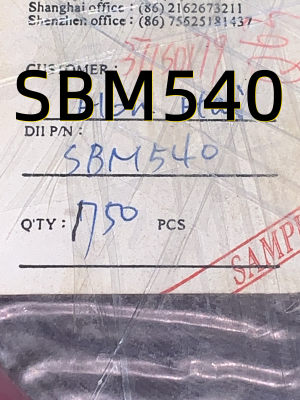 Shanghai office : (86) 2162673211
Shenzhen office : (86) 75525181437
CUSTOMER :
SBM540
DII P/N :
SBM540
Q'TY : 1750 PCS
SAMP